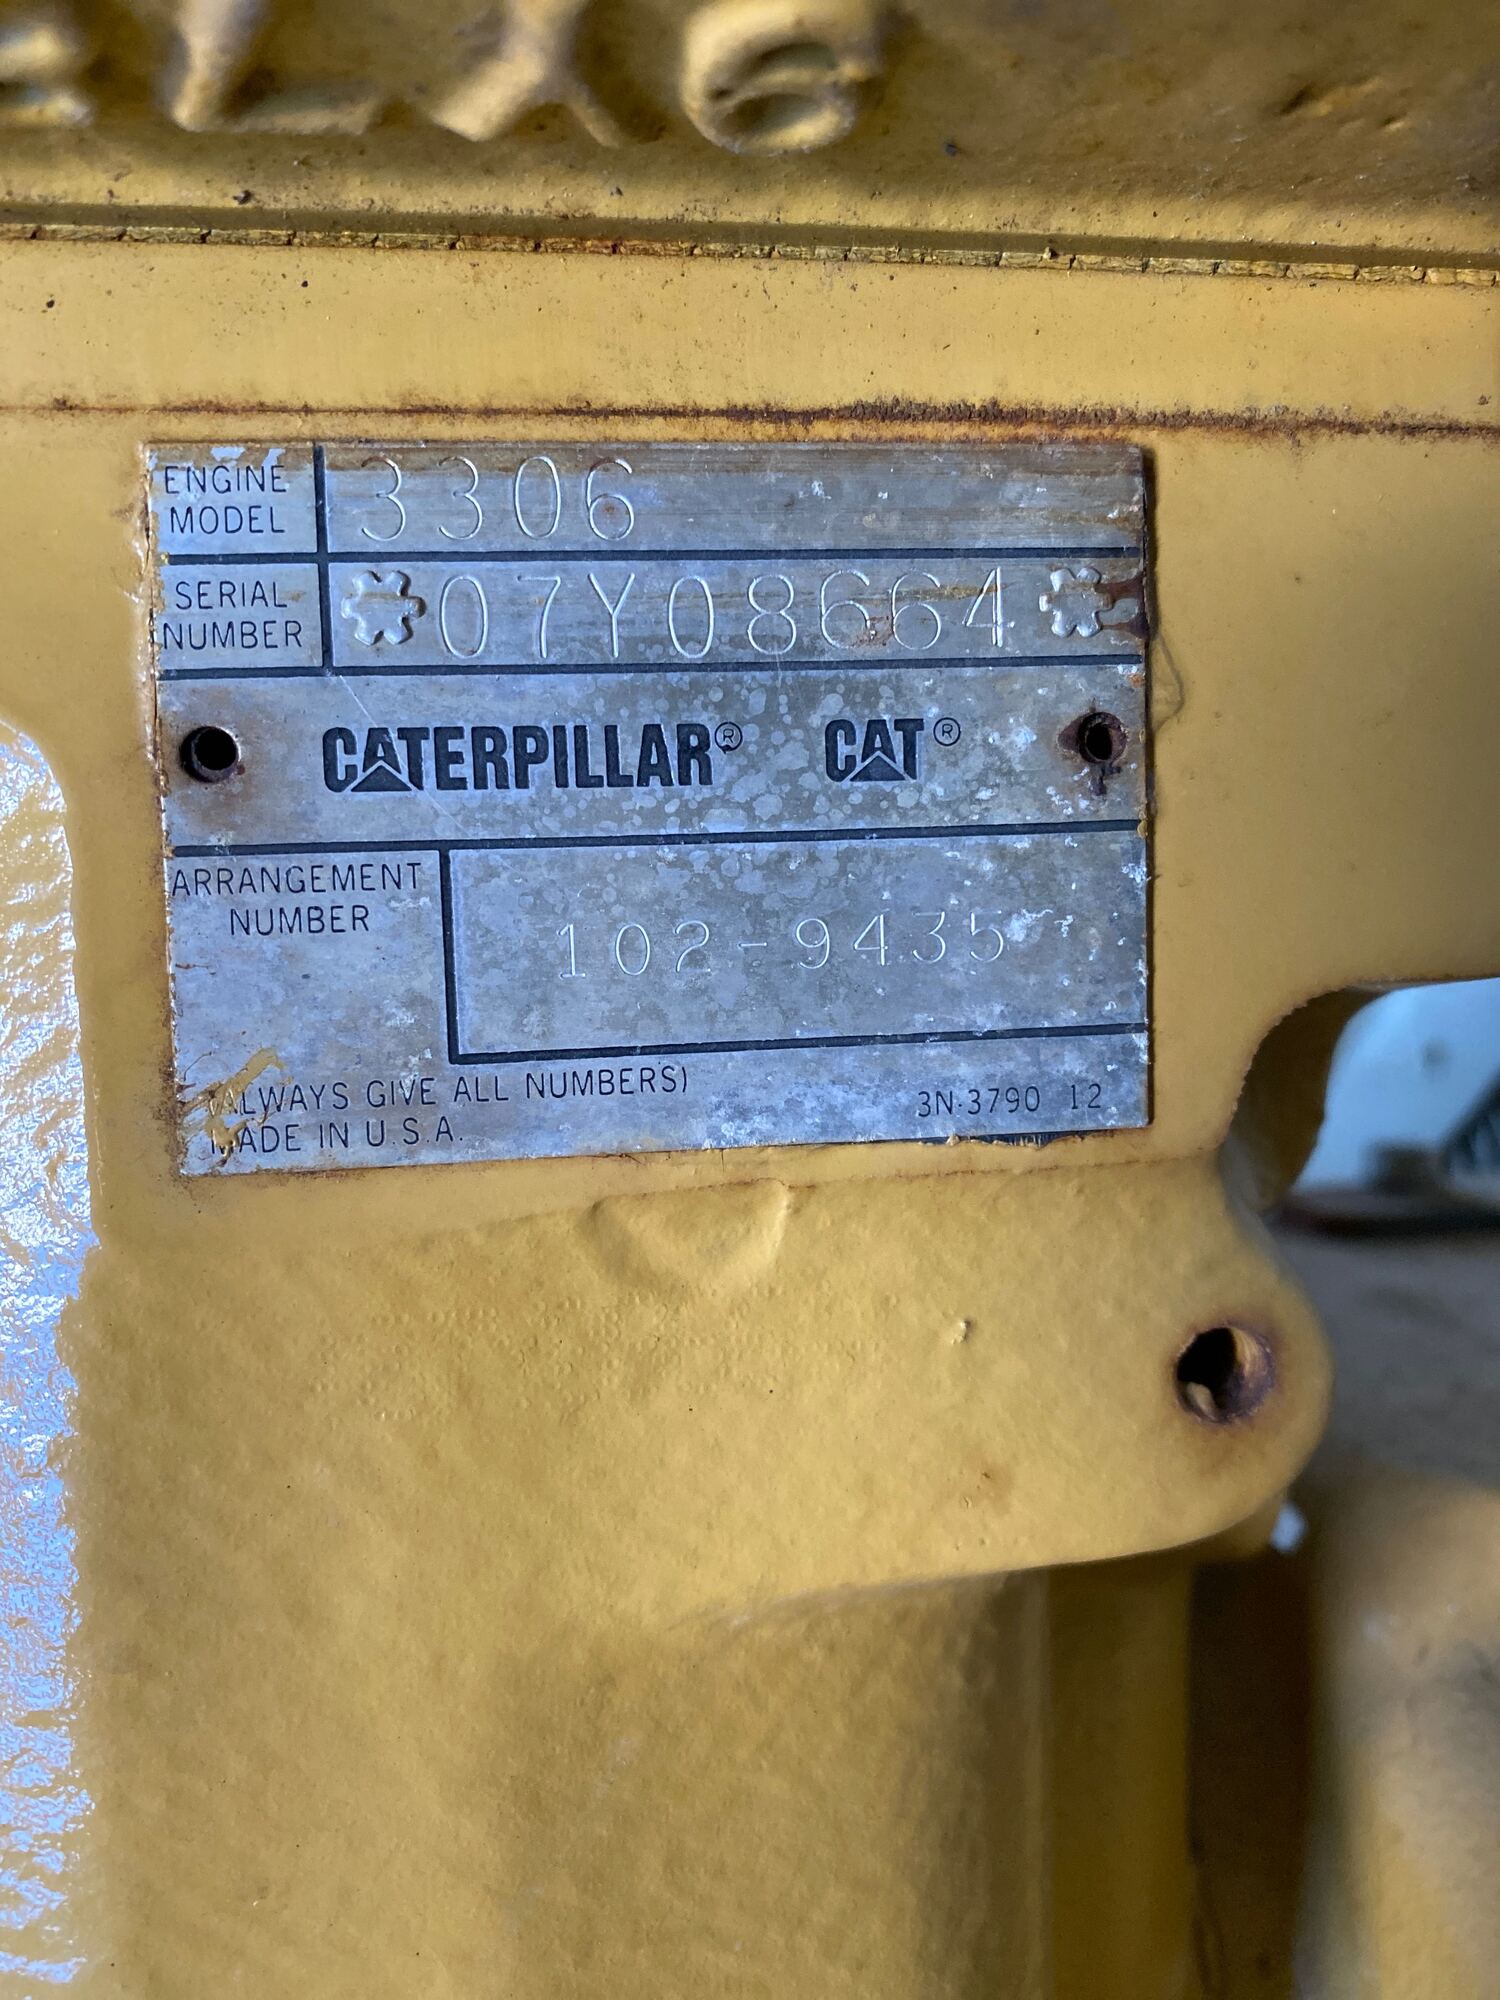 ENGINE MODEL 3306
SERIAL NUMBER *07Y08664*
CATERPILLAR® CAT®
ARRANGEMENT NUMBER 102-9435
(ALWAYS GIVE ALL NUMBERS)
MADE IN U.S.A.
3N-3790 12